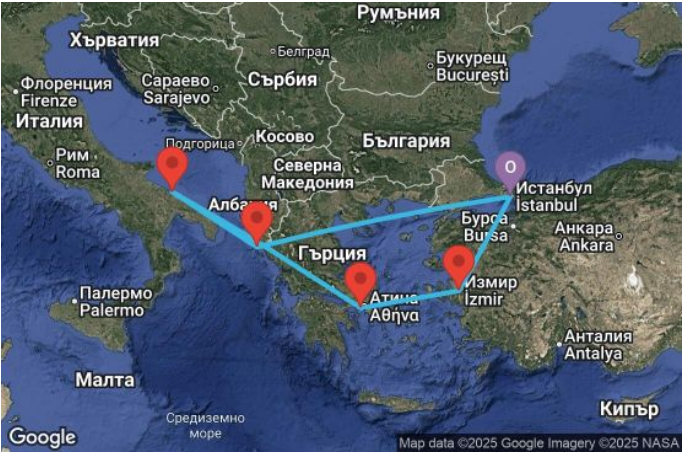 Румъния
Хърватия
Белград
Букурещ
București
Флоренция
Firenze
Сараево
Sarajevo
Сърбия
Италия
Подгорица
Косово
България
Рим
Roma
Северна
Македония
O
Истанбул
İstanbul
Бурса
Bursa
Анкара
Ankara
Гърция
Измир
İzmir
Αθήνα
Палермо
Palermo
Анталия
Antalya
Малта
Средиземно
море
Кипър
Google
Map data ©2025 Google Imagery ©2025 NASA